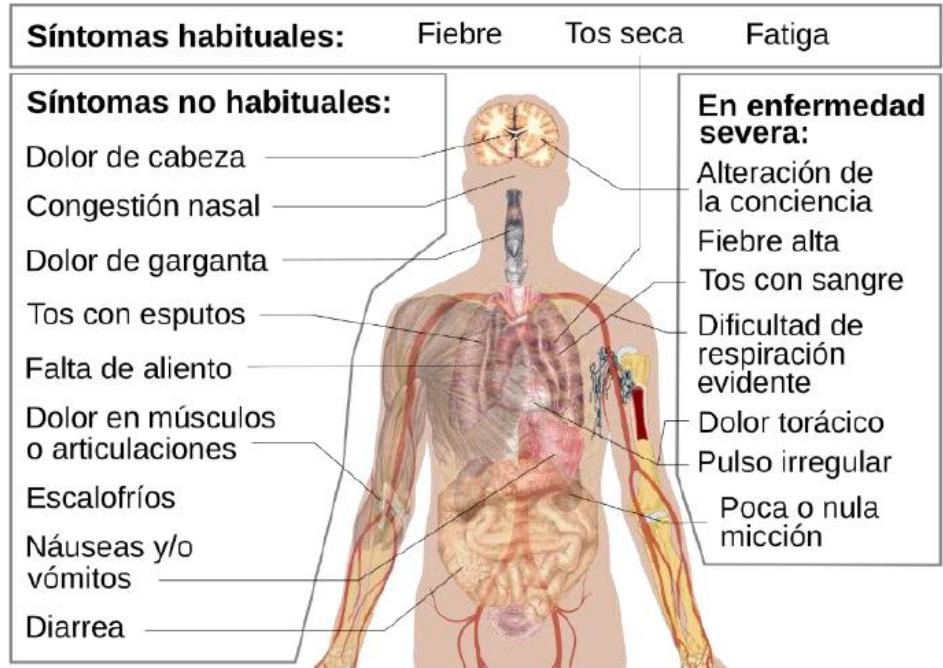 Síntomas habituales: Fiebre Tos seca Fatiga
Síntomas no habituales:
Dolor de cabeza
Congestión nasal
Dolor de garganta
Tos con esputos
Falta de aliento
Dolor en músculos
o articulaciones
Escalofríos
Náuseas y/o
vómitos
Diarrea
En enfermedad
severa:
Alteración de
la conciencia
Fiebre alta
Tos con sangre
Dificultad de
respiración
evidente
Dolor torácico
Pulso irregular
Poca o nula
micción